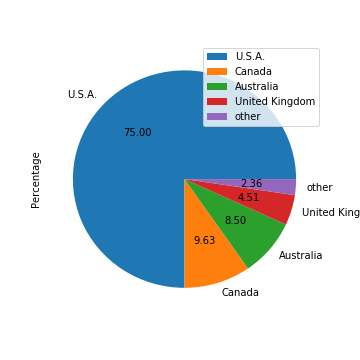 U.S.A.
Canada
Australia
United Kingdom
other
U.S.A.
75.00
Percentage
2.36
other
4.51
United King
8.50
9.63
Australia
Canada